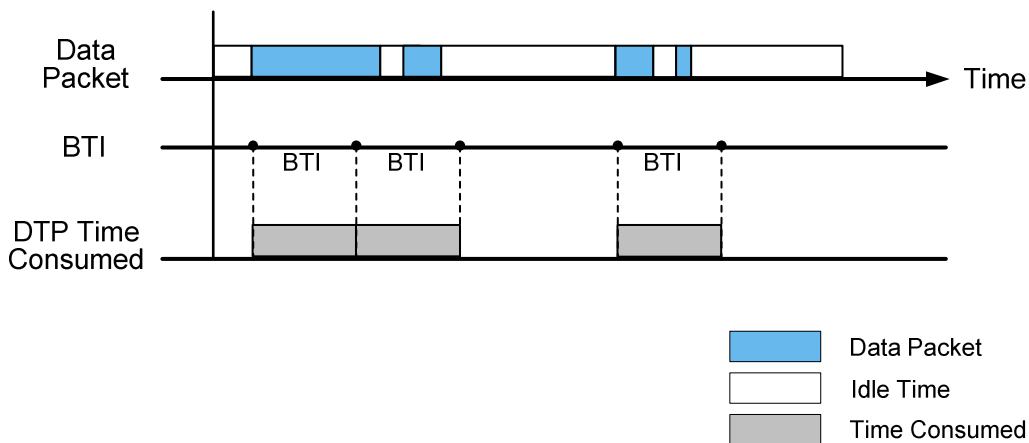 Data
Packet
Time
BTI
BTI
BTI
BTI
DTP Time
Consumed
Data Packet
Idle Time
Time Consumed